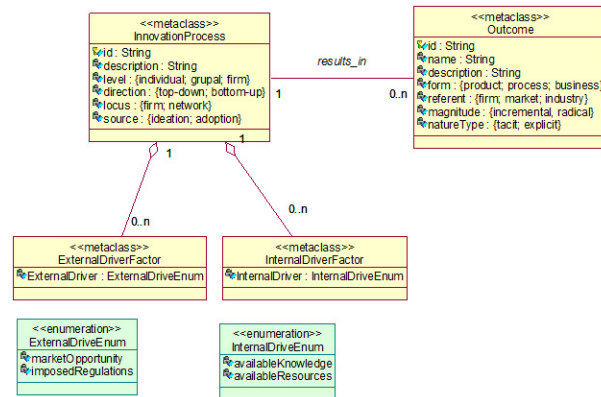 <<metaclass>>
InnovationProcess
id : String
description : String
level : {individual; grupal; firm}
direction : {top-down; bottom-up}
locus : {firm; network}
source : {ideation; adoption}
results_in
1
0..n
<<metaclass>>
Outcome
id : String
name : String
description : String
form : {product; process; business}
referent : {firm; market; industry}
magnitude : {incremental, radical}
natureType : {tacit; explicit}
1
1
0..n
0..n
<<metaclass>>
ExternalDriverFactor
ExternalDriver : ExternalDriveEnum
<<metaclass>>
InternalDriverFactor
InternalDriver : InternalDriveEnum
<<enumeration>>
ExternalDriveEnum
marketOpportunity
imposedRegulations
<<enumeration>>
InternalDriveEnum
availableKnowledge
availableResources